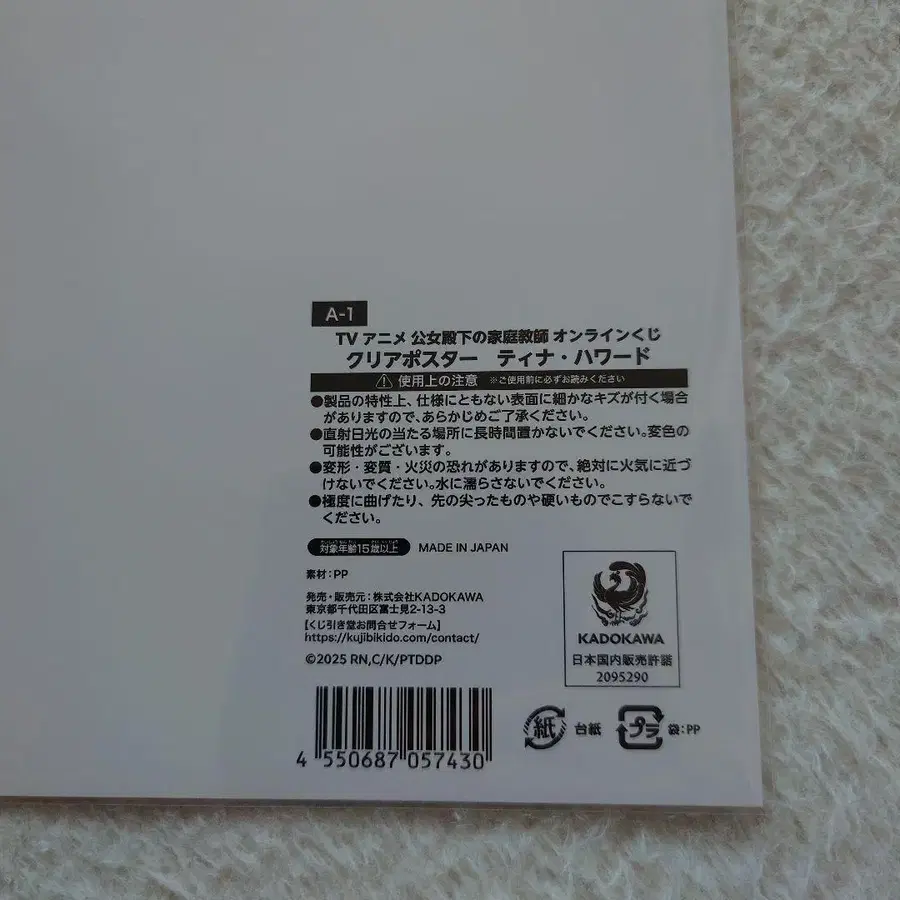 A-1
TV アニメ 公女殿下の家庭教師 オンラインくじ
クリアポスター　ティナ・ハワード
使用上の注意 ※ご使用前に必ずお読みください
●製品の特性上、仕様にともない表面に細かなキズが付く場合
がありますので、あらかじめご了承ください。
●直射日光の当たる場所に長時間置かないでください。変色の
可能性がございます。
●変形・変質・火災の恐れがありますので、絶対に火気に近づ
けないでください。水に濡らさないでください。
●極度に曲げたり、先の尖ったものや硬いものでこすらないで
ください。
対象年齢15歳以上 MADE IN JAPAN
素材：PP
発売・販売元：株式会社KADOKAWA
東京都千代田区富士見2-13-3
【くじ引き堂お問合せフォーム】
https://kujibikido.com/contact/
©2025 RN,C/K/PTDDP
KADOKAWA
日本国内販売許諾
2095290
4 550687 057430
紙 台紙 プラ 袋：PP